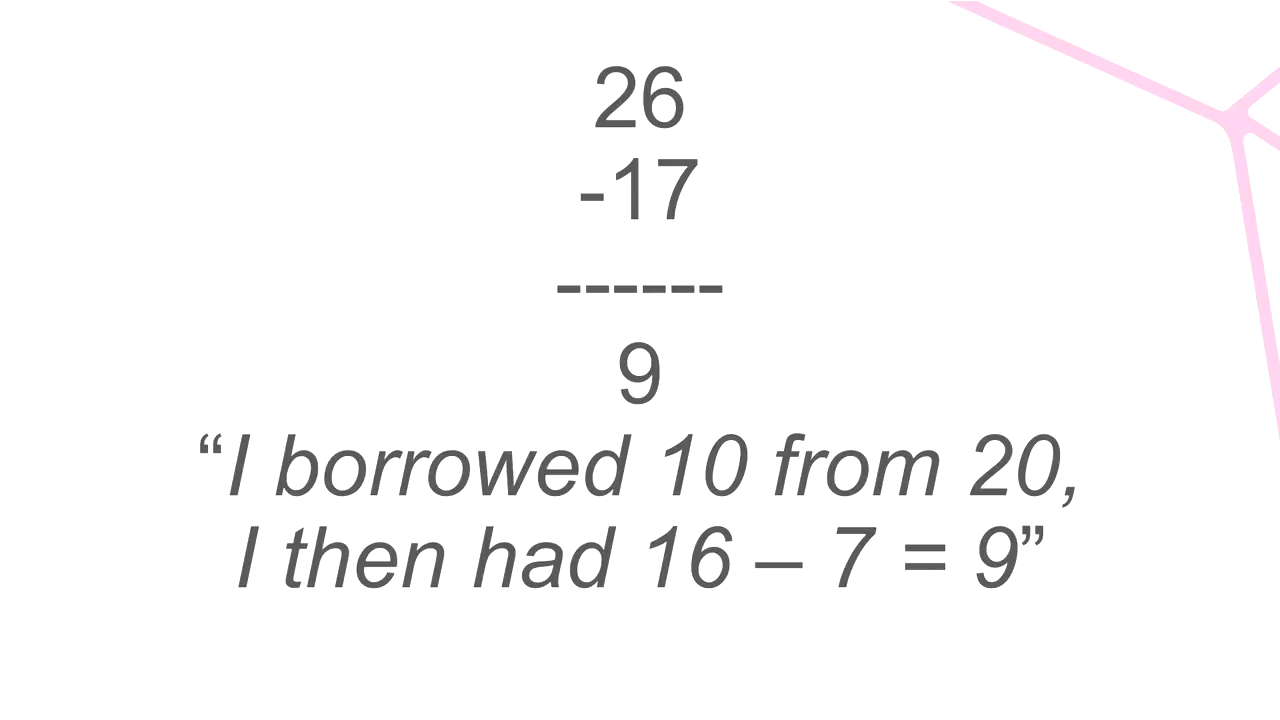 26
-17
------
9
“I borrowed 10 from 20,
I then had 16 – 7 = 9”